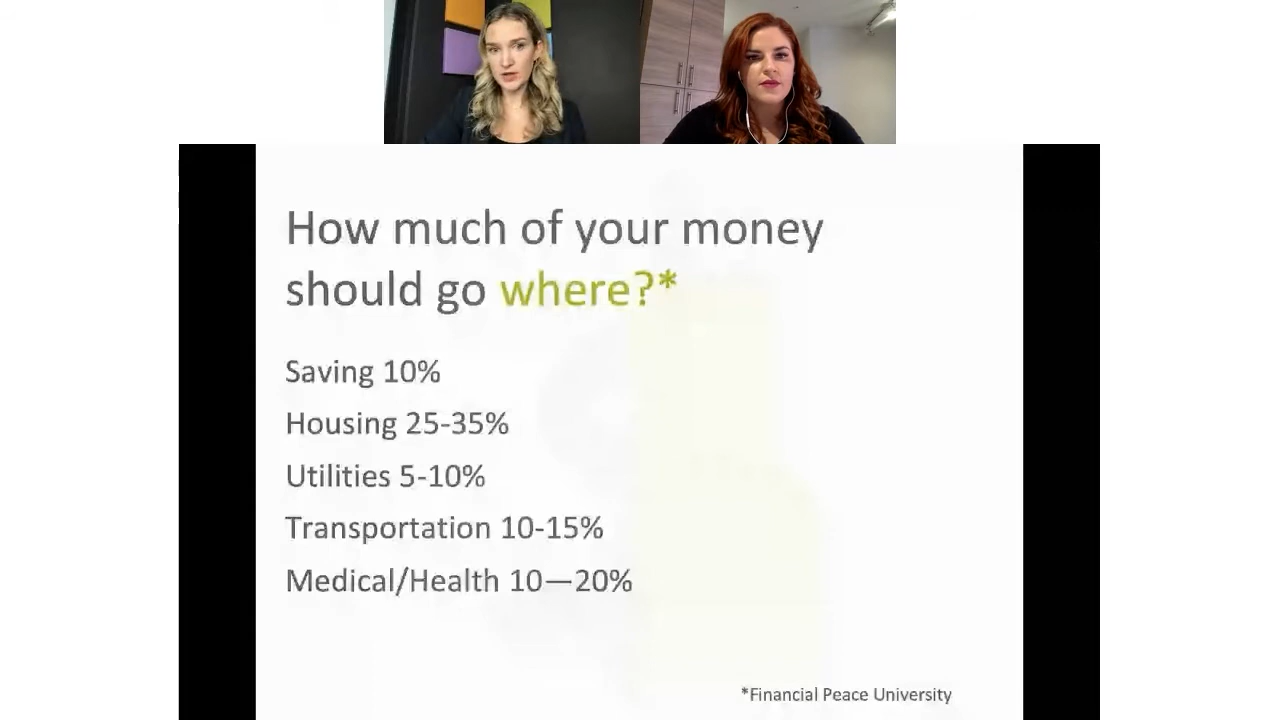 How much of your money
should go where?*
Saving 10%
Housing 25-35%
Utilities 5-10%
Transportation 10-15%
Medical/Health 10—20%
*Financial Peace University